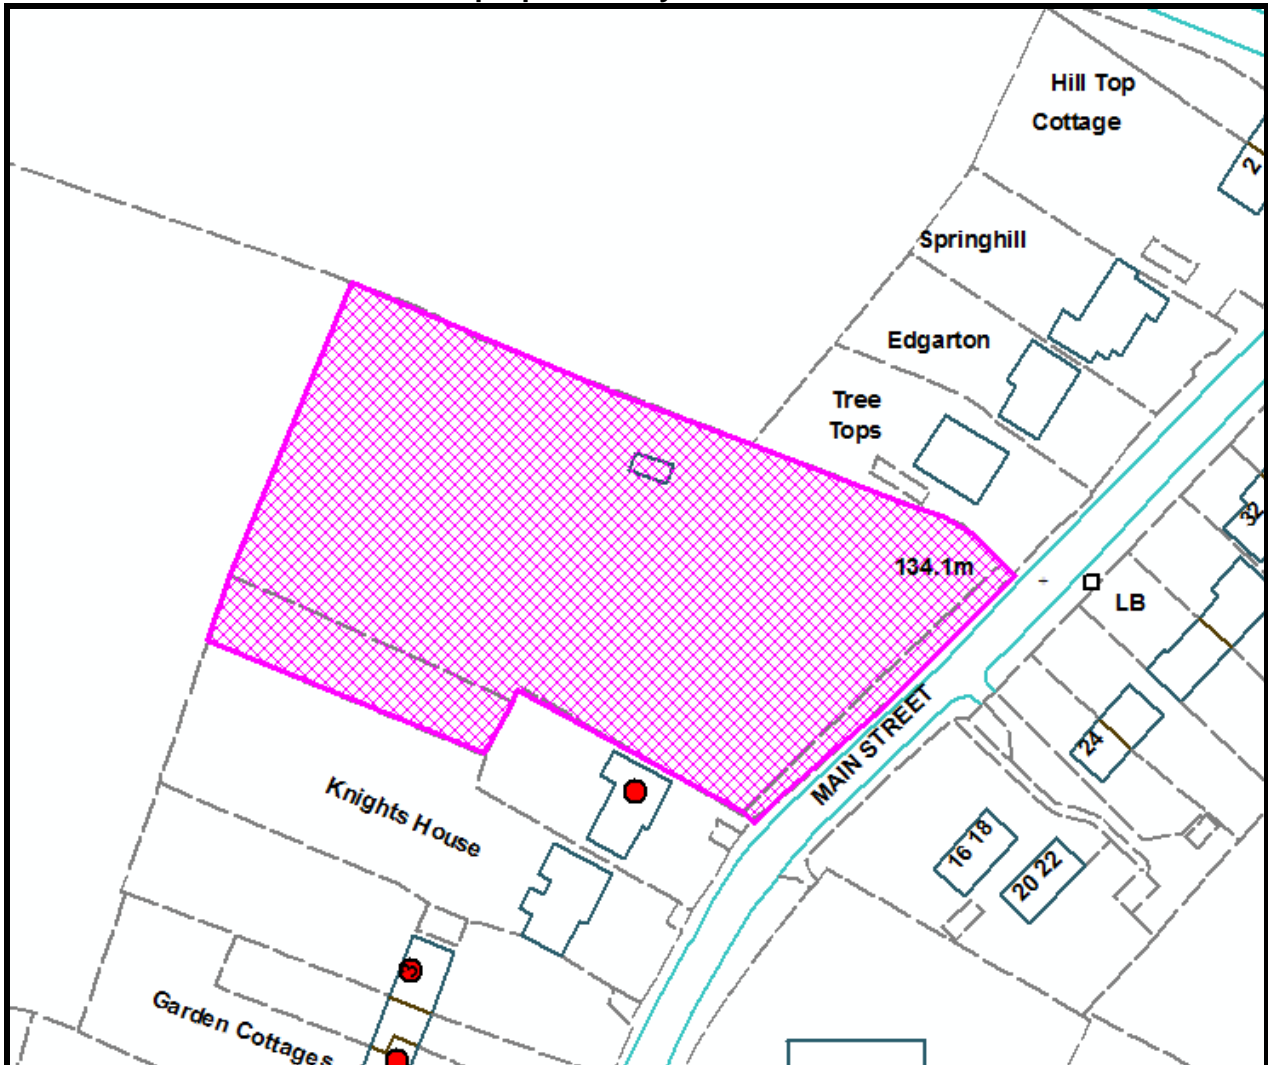 Hill Top
Cottage
2
Springhill
Edgarton
Tree
Tops
32
134.1m
LB
MAIN STREET
24
Knights House
16 18
20 22
3
Garden Cottages